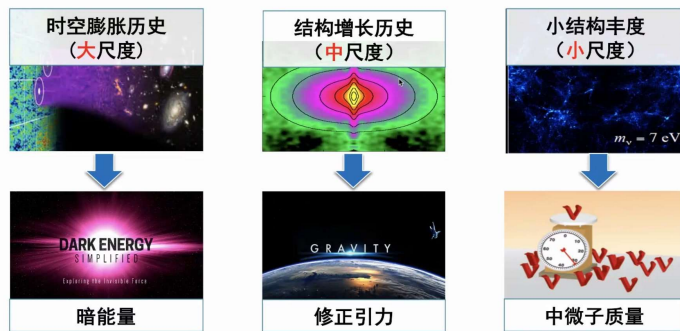 时空膨胀历史
（大尺度）
结构增长历史
（中尺度）
小结构丰度
（小尺度）
mᵥ = 7 eV
DARK ENERGY
SIMPLIFIED
Exploring the Invisible Force
GRAVITY
暗能量
修正引力
中微子质量